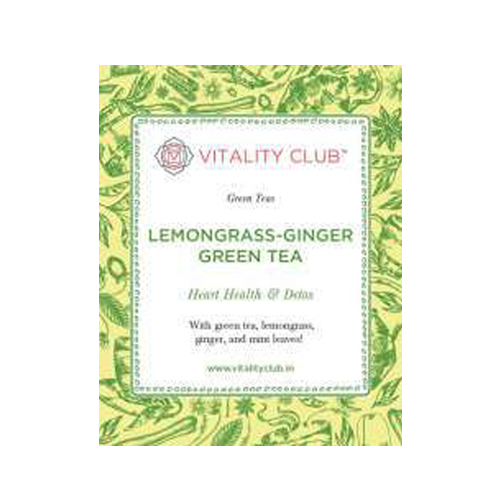 VITALITY CLUB™
Green Teas
LEMONGRASS-GINGER
GREEN TEA
Heart Health & Detox
With green tea, lemongrass,
ginger, and mint leaves!
www.vitalityclub.in